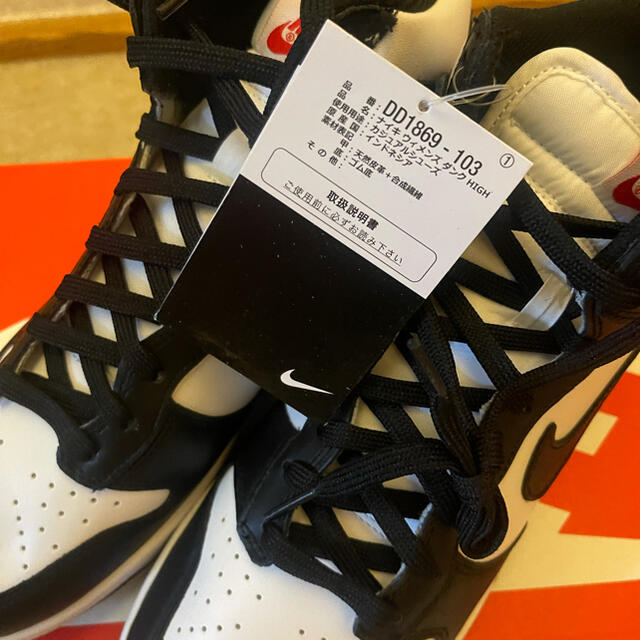 品番： DD1869 - 103 ①
品名： ナイキ ウィメンズ ダンク HIGH
使用用途： カジュアルシューズ
原産国： インドネシア
素材表記：
甲： 天然皮革＋合成繊維
底： ゴム底
その他：
取扱説明書
ご使用前に必ずお読み下さい